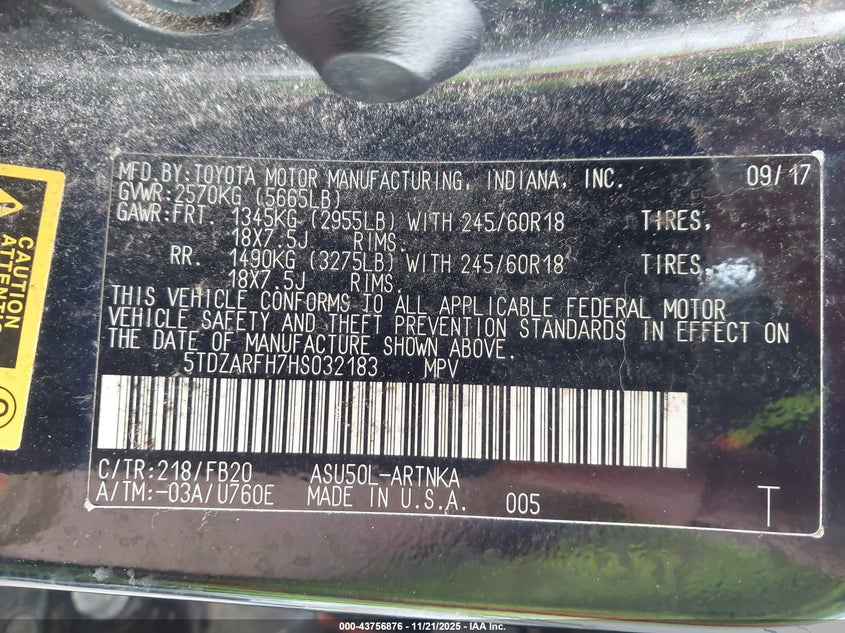 MFD.BY:TOYOTA MOTOR MANUFACTURING, INDIANA, INC. 09/17
GVWR:2570KG (5665LB)
GAWR:FRT. 1345KG (2955LB) WITH 245/60R18 TIRES,
18X7.5J RIMS.
RR. 1490KG (3275LB) WITH 245/60R18 TIRES,
18X7.5J RIMS.
THIS VEHICLE CONFORMS TO ALL APPLICABLE FEDERAL MOTOR
VEHICLE SAFETY AND THEFT PREVENTION STANDARDS IN EFFECT ON
THE DATE OF MANUFACTURE SHOWN ABOVE.
5TDZARFH7HS032183 MPV
C/TR:218/FB20 ASU50L-ARTNKA
A/TM:-03A/U760E MADE IN U.S.A. 005 T
CAUTION
000-43756876 - 11/21/2025 - IAA Inc.